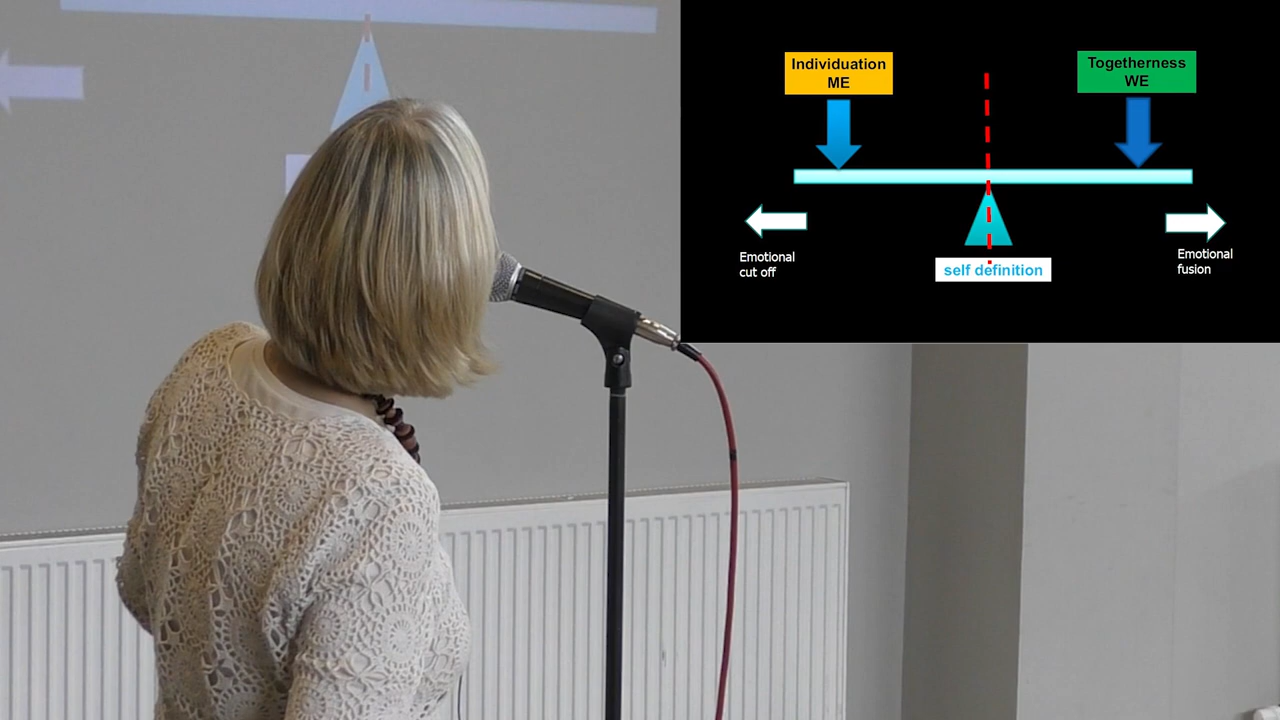 Individuation
ME
Togetherness
WE
Emotional
cut off
self definition
Emotional
fusion